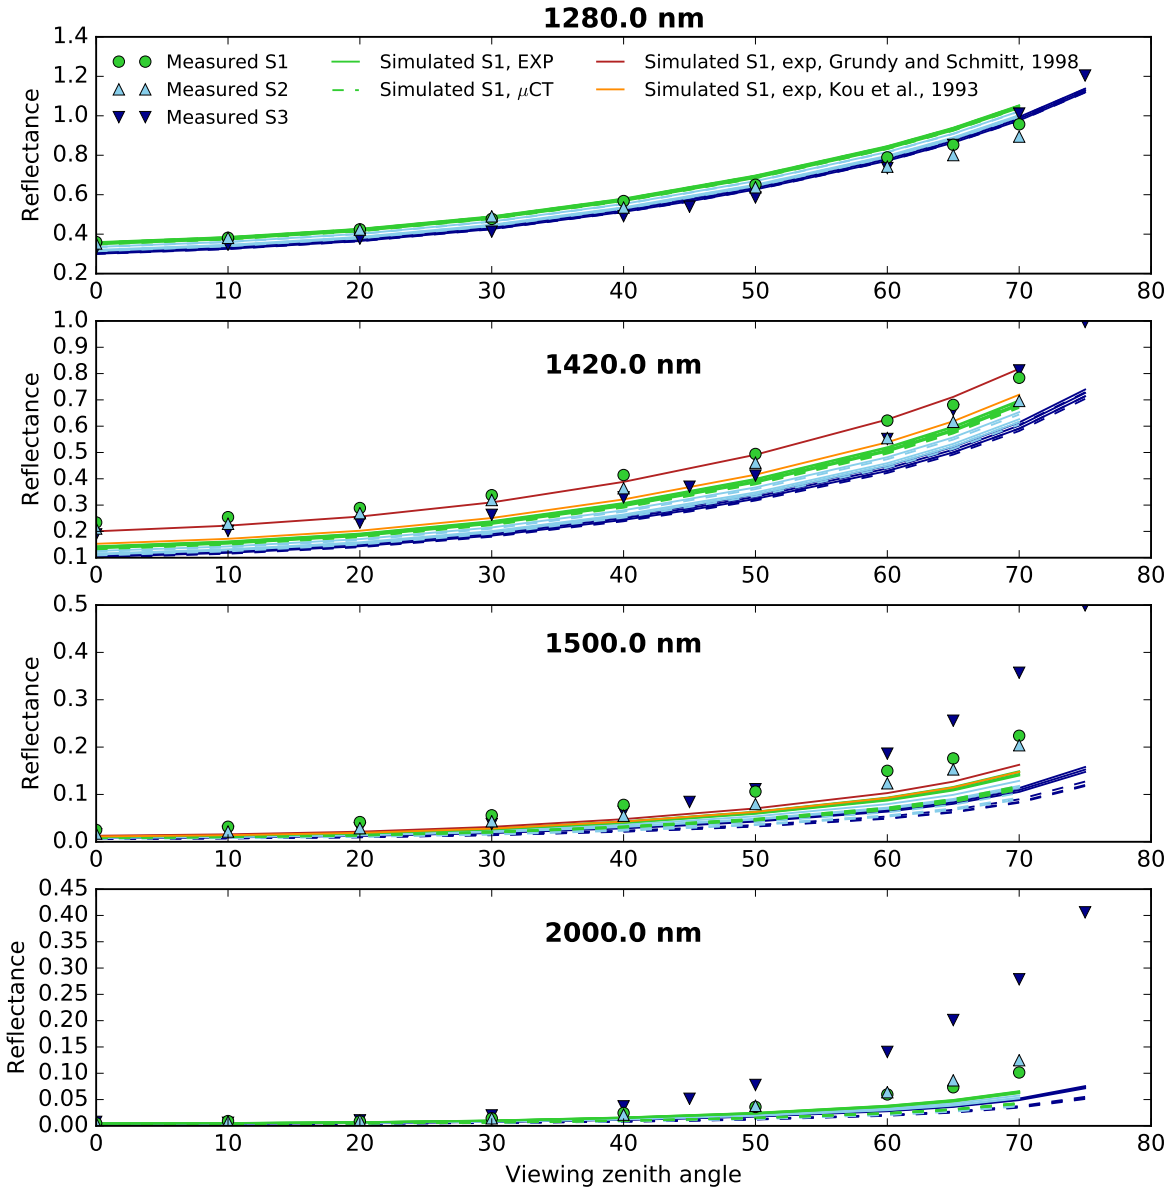 1280.0 nm
1.4
1.2
1.0
0.8
0.6
0.4
0.2
Reflectance
Measured S1
Measured S2
Measured S3
Simulated S1, EXP
Simulated S1, μCT
Simulated S1, exp, Grundy and Schmitt, 1998
Simulated S1, exp, Kou et al., 1993
0 10 20 30 40 50 60 70 80
1420.0 nm
1.0
0.9
0.8
0.7
0.6
0.5
0.4
0.3
0.2
0.1
Reflectance
0 10 20 30 40 50 60 70 80
1500.0 nm
0.5
0.4
0.3
0.2
0.1
0.0
Reflectance
0 10 20 30 40 50 60 70 80
2000.0 nm
0.45
0.40
0.35
0.30
0.25
0.20
0.15
0.10
0.05
0.00
Reflectance
0 10 20 30 40 50 60 70 80
Viewing zenith angle